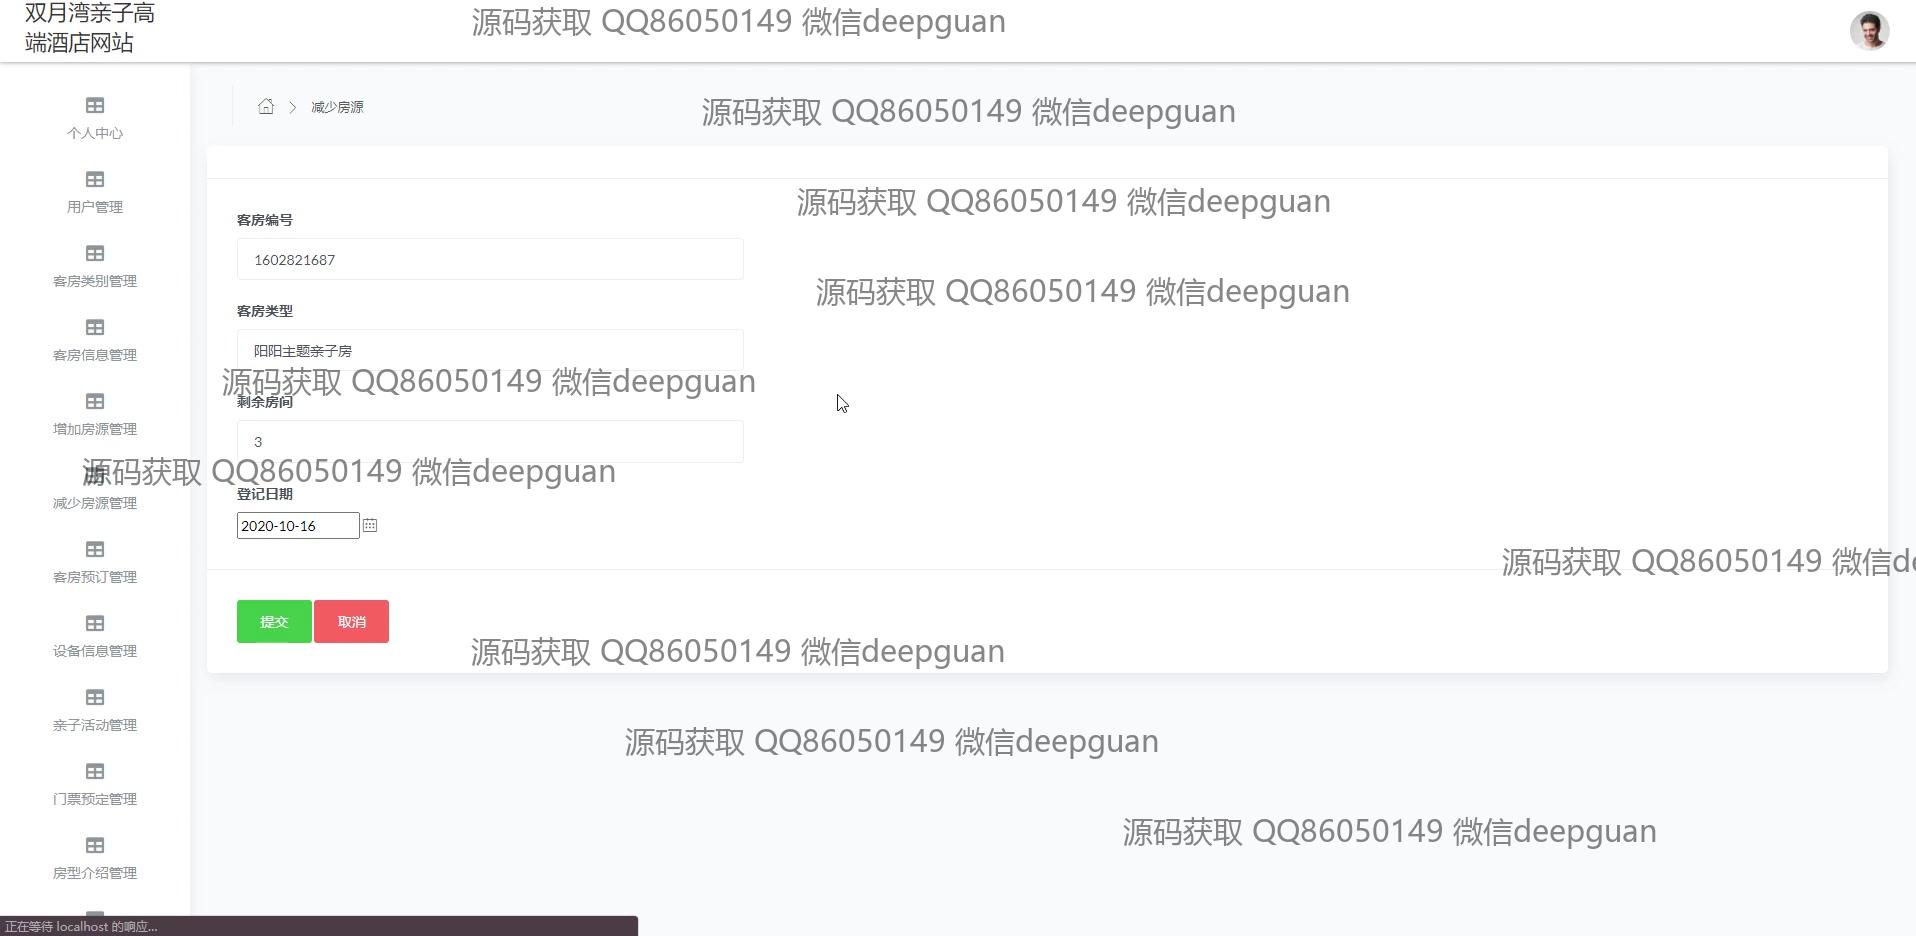 双月湾亲子高
端酒店网站
源码获取 QQ86050149 微信deepguan
减少房源
源码获取 QQ86050149 微信deepguan
个人中心
用户管理
客房类别管理
客房信息管理
增加房源管理
减少房源管理
客房预订管理
设备信息管理
亲子活动管理
门票预定管理
房型介绍管理
源码获取 QQ86050149 微信deepguan
客房编号
1602821687
源码获取 QQ86050149 微信deepguan
客房类型
阳阳主题亲子房
源码获取 QQ86050149 微信deepguan
剩余房间
3
源码获取 QQ86050149 微信deepguan
登记日期
2020-10-16
源码获取 QQ86050149 微信de
提交
取消
源码获取 QQ86050149 微信deepguan
源码获取 QQ86050149 微信deepguan
源码获取 QQ86050149 微信deepguan
正在等待 localhost 的响应...